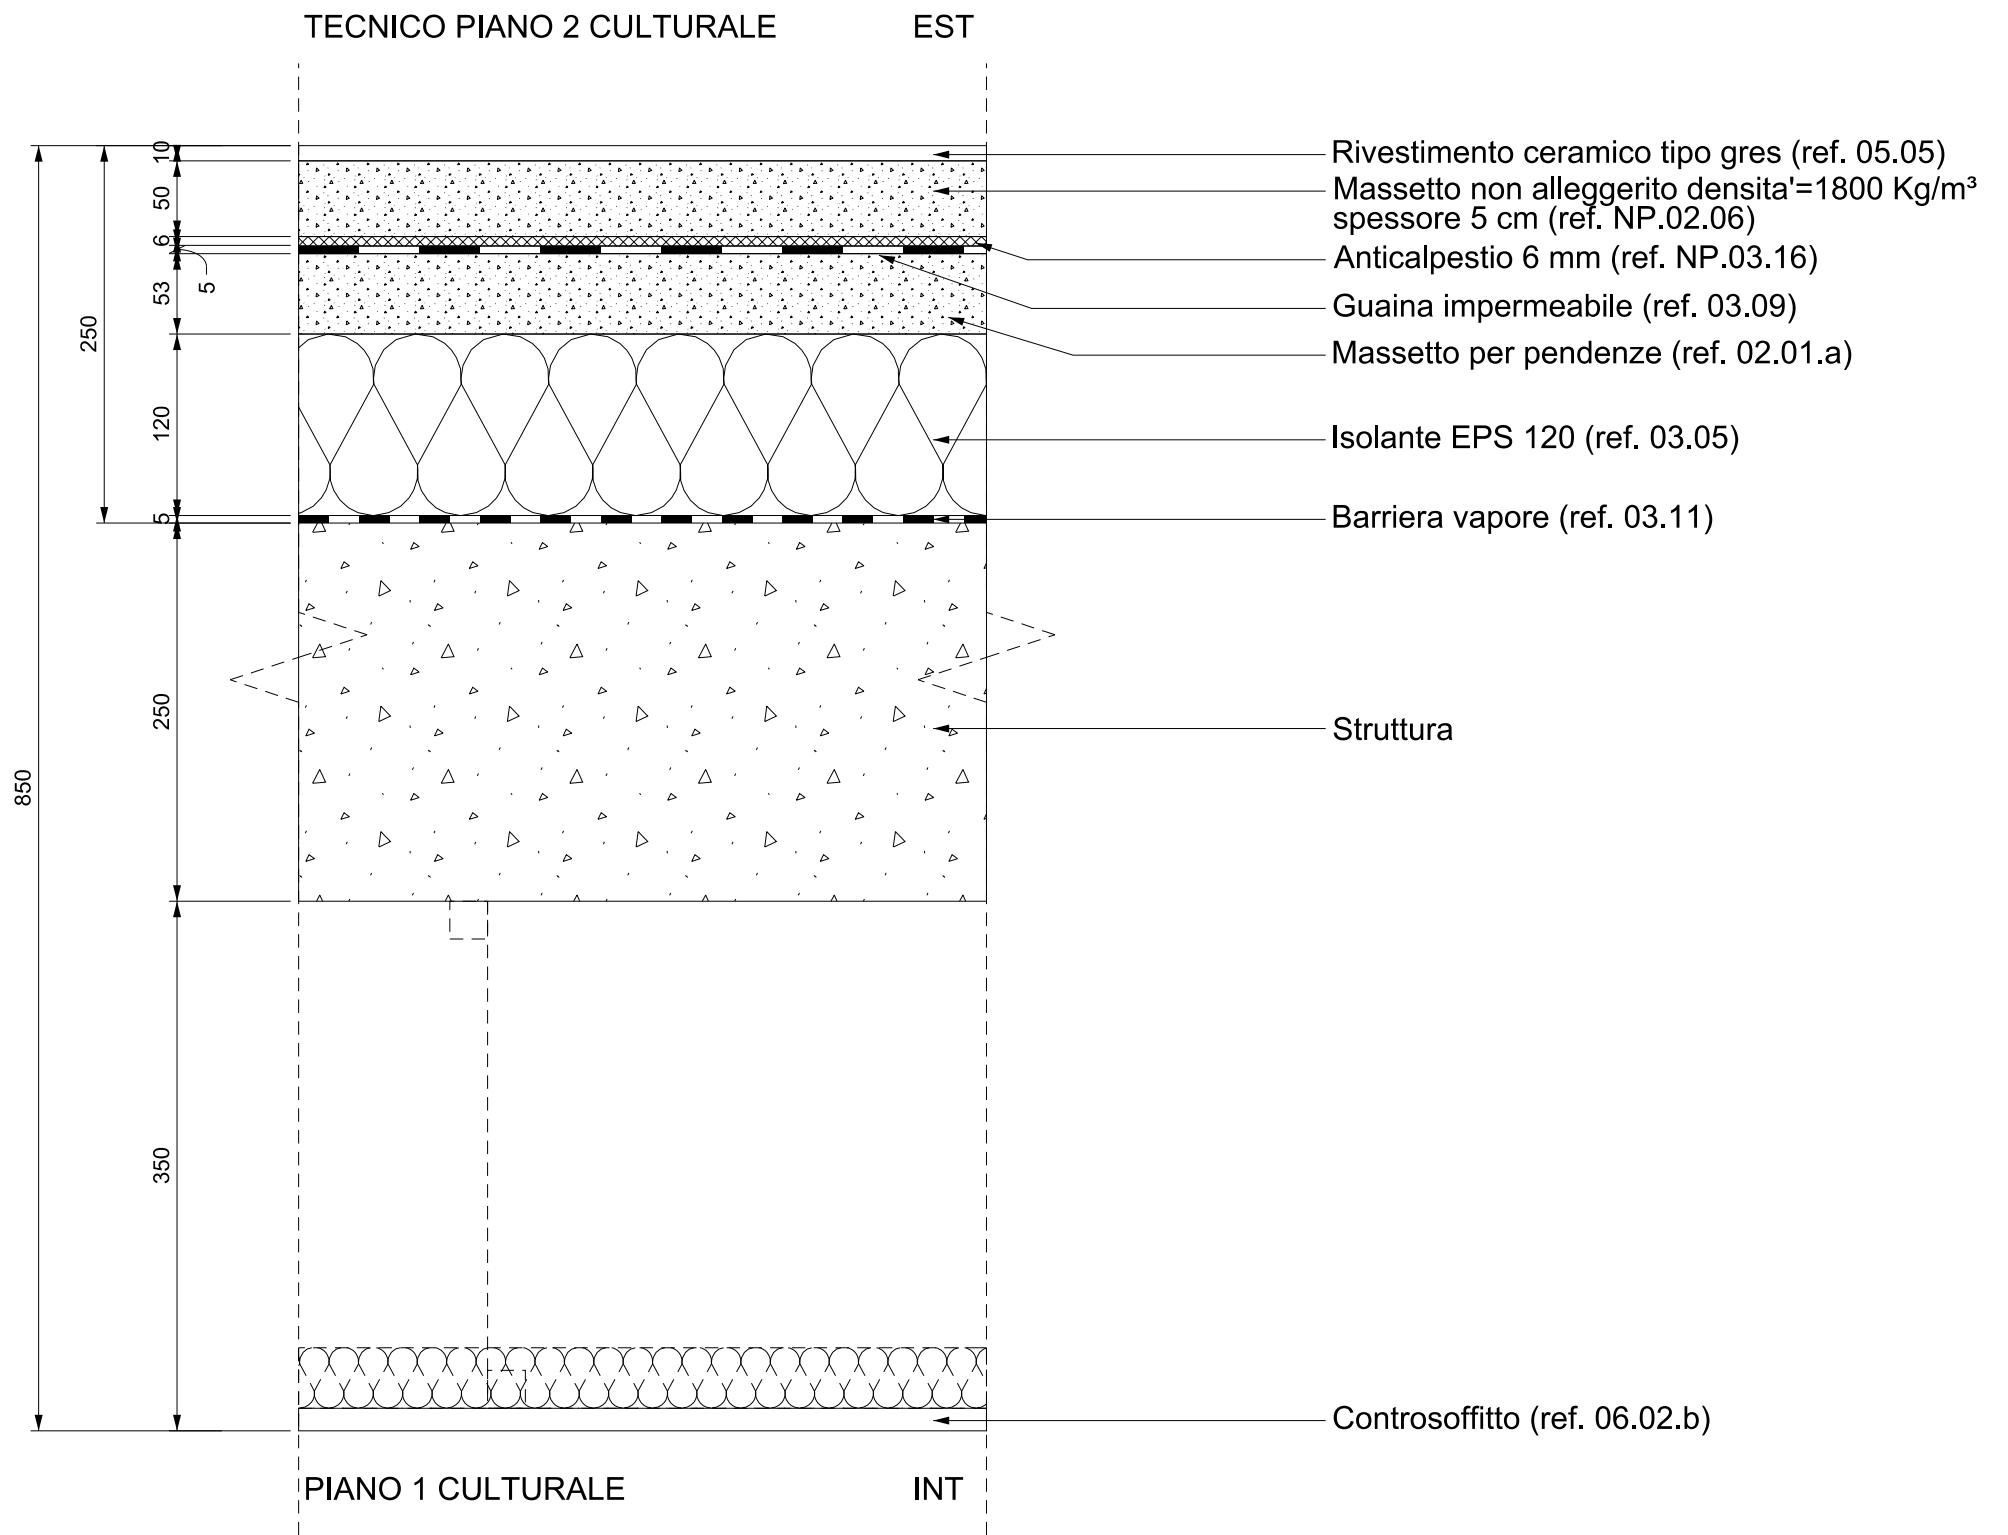 TECNICO PIANO 2 CULTURALE EST
10
50
6
5
53
250
120
5
250
850
350
Rivestimento ceramico tipo gres (ref. 05.05)
Massetto non alleggerito densita'=1800 Kg/m³
spessore 5 cm (ref. NP.02.06)
Anticalpestio 6 mm (ref. NP.03.16)
Guaina impermeabile (ref. 03.09)
Massetto per pendenze (ref. 02.01.a)
Isolante EPS 120 (ref. 03.05)
Barriera vapore (ref. 03.11)
Struttura
Controsoffitto (ref. 06.02.b)
PIANO 1 CULTURALE INT